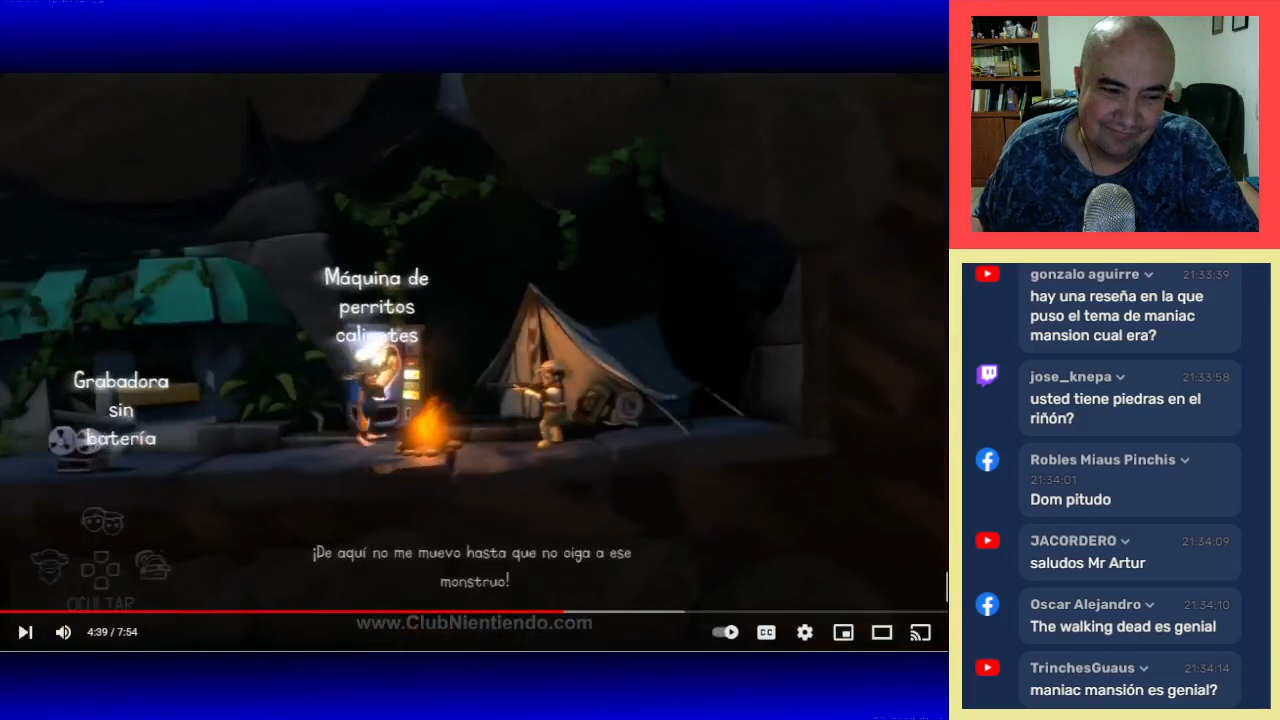 Máquina de
perritos
calientes
Grabadora
sin
batería
¡De aquí no me muevo hasta que no oiga a ese
monstruo!
OCULTAR
www.ClubNientiendo.com
4:39 / 7:54
CC
gonzalo aguirre 21:33:39
hay una reseña en la que
puso el tema de maniac
mansion cual era?
jose_knepa 21:33:58
usted tiene piedras en el
riñón?
Robles Miaus Pinchis
21:34:01
Dom pitudo
JACORDERO 21:34:09
saludos Mr Artur
Oscar Alejandro 21:34:10
The walking dead es genial
TrinchesGuaus 21:34:14
maniac mansión es genial?